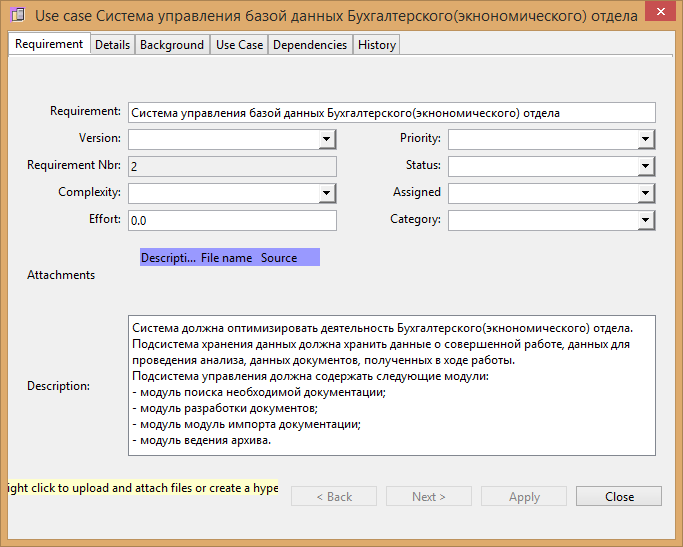 Use case Система управления базой данных Бухгалтерского(экнономического) отдела
Requirement Details Background Use Case Dependencies History
Requirement: Система управления базой данных Бухгалтерского(экнономического) отдела
Version: Priority:
Requirement Nbr: 2 Status:
Complexity: Assigned
Effort: 0.0 Category:
Descripti... File name Source
Attachments
Система должна оптимизировать деятельность Бухгалтерского(экнономического) отдела.
Подсистема хранения данных должна хранить данные о совершенной работе, данных для
проведения анализа, данных документов, полученных в ходе работы.
Подсистема управления должна содержать следующие модули:
Description:
- модуль поиска необходимой документации;
- модуль разработки документов;
- модуль модуль импорта документации;
- модуль ведения архива.
ight click to upload and attach files or create a hype
< Back Next > Apply Close